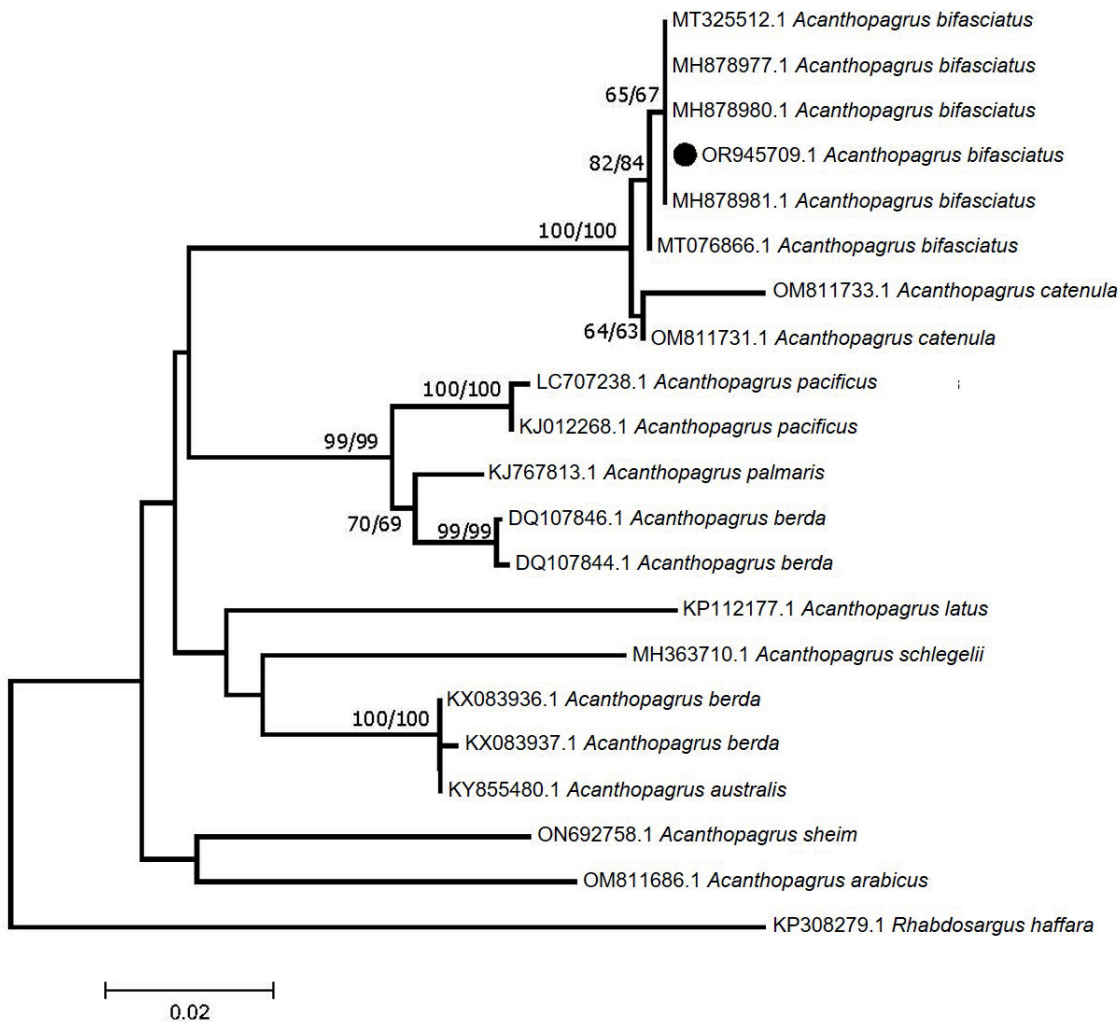 MT325512.1 Acanthopagrus bifasciatus
MH878977.1 Acanthopagrus bifasciatus
65/67
MH878980.1 Acanthopagrus bifasciatus
OR945709.1 Acanthopagrus bifasciatus
82/84
MH878981.1 Acanthopagrus bifasciatus
100/100
MT076866.1 Acanthopagrus bifasciatus
OM811733.1 Acanthopagrus catenula
64/63
OM811731.1 Acanthopagrus catenula
LC707238.1 Acanthopagrus pacificus
100/100
KJ012268.1 Acanthopagrus pacificus
99/99
KJ767813.1 Acanthopagrus palmaris
70/69
DQ107846.1 Acanthopagrus berda
99/99
DQ107844.1 Acanthopagrus berda
KP112177.1 Acanthopagrus latus
MH363710.1 Acanthopagrus schlegelii
KX083936.1 Acanthopagrus berda
100/100
KX083937.1 Acanthopagrus berda
KY855480.1 Acanthopagrus australis
ON692758.1 Acanthopagrus sheim
OM811686.1 Acanthopagrus arabicus
KP308279.1 Rhabdosargus haffara
0.02